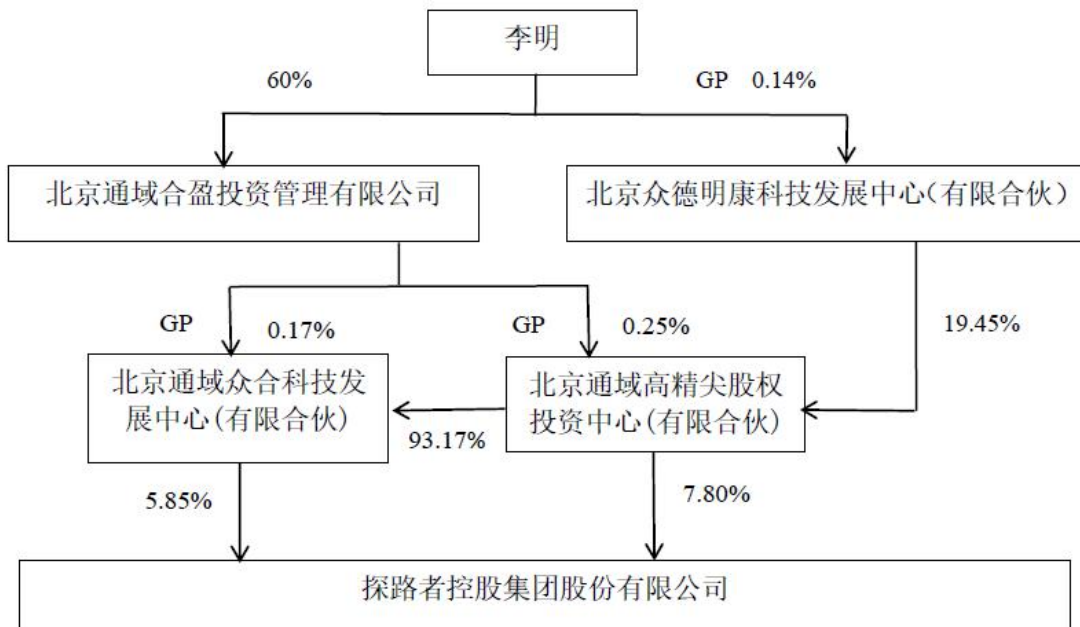 李明
60%
GP 0.14%
北京通域合盈投资管理有限公司
北京众德明康科技发展中心（有限合伙）
GP
0.17%
GP
0.25%
19.45%
北京通域众合科技发
展中心(有限合伙)
北京通域高精尖股权
投资中心(有限合伙)
93.17%
5.85%
7.80%
探路者控股集团股份有限公司